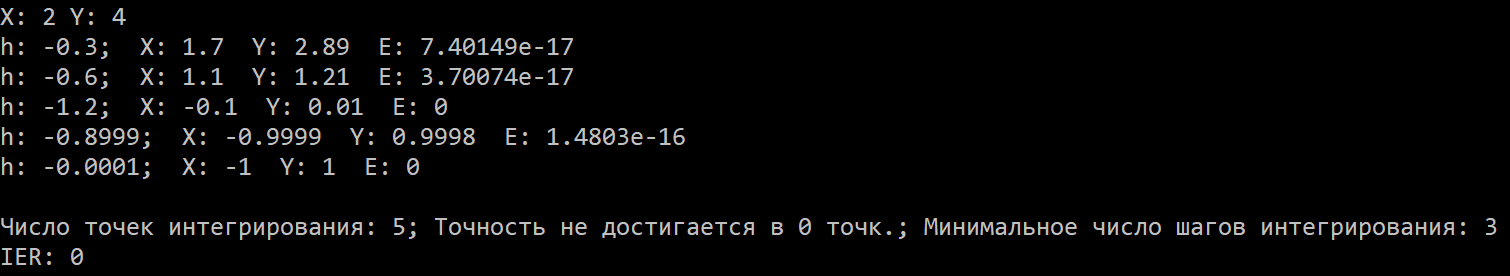 X: 2 Y: 4
h: -0.3;  X: 1.7  Y: 2.89  E: 7.40149e-17
h: -0.6;  X: 1.1  Y: 1.21  E: 3.70074e-17
h: -1.2;  X: -0.1  Y: 0.01  E: 0
h: -0.8999;  X: -0.9999  Y: 0.9998  E: 1.4803e-16
h: -0.0001;  X: -1  Y: 1  E: 0
Число точек интегрирования: 5; Точность не достигается в 0 точк.; Минимальное число шагов интегрирования: 3
IER: 0